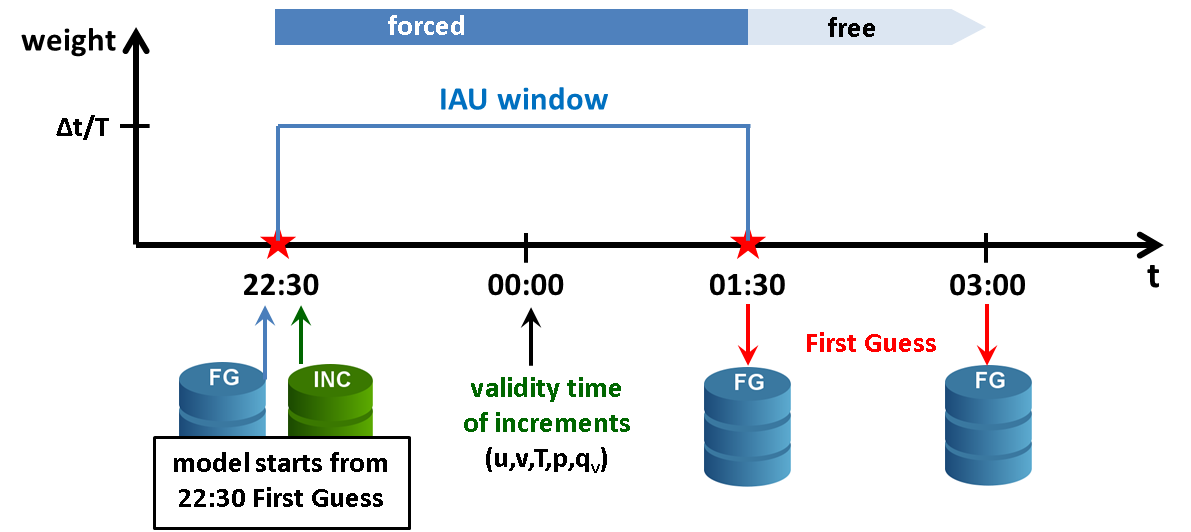 forced
free
weight
IAU window
Δt/T
22:30
00:00
01:30
03:00
t
First Guess
FG
INC
FG
FG
validity time
of increments
(u,v,T,p,qv)
model starts from
22:30 First Guess